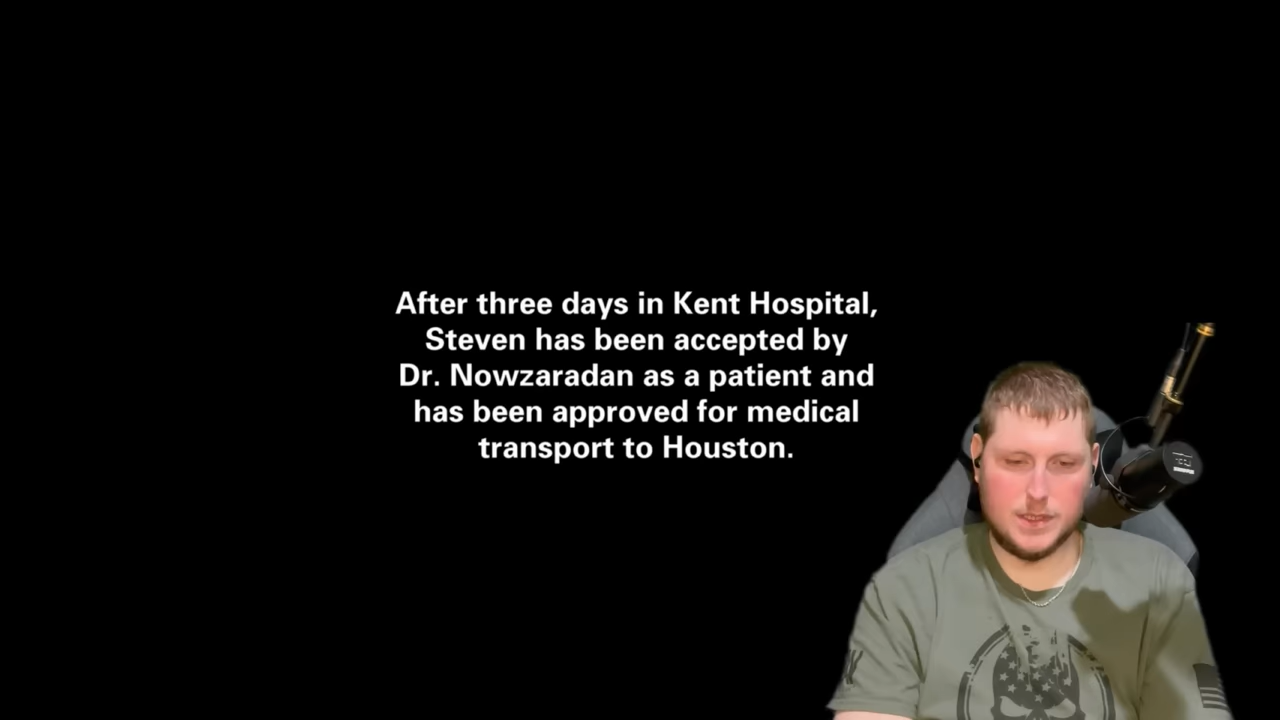 After three days in Kent Hospital,
Steven has been accepted by
Dr. Nowzaradan as a patient and
has been approved for medical
transport to Houston.